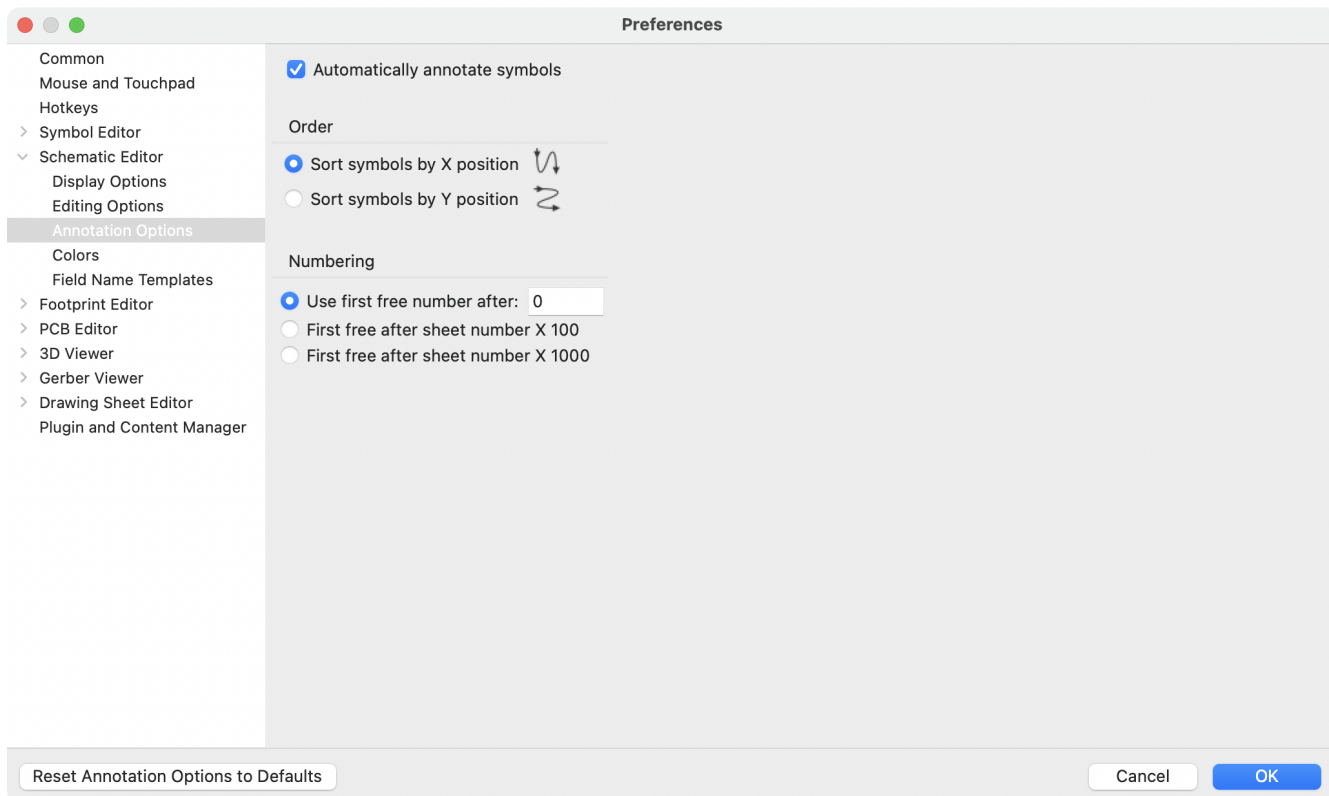 Preferences
Common
Mouse and Touchpad
Hotkeys
Symbol Editor
Schematic Editor
Display Options
Editing Options
Annotation Options
Colors
Field Name Templates
Footprint Editor
PCB Editor
3D Viewer
Gerber Viewer
Drawing Sheet Editor
Plugin and Content Manager
Automatically annotate symbols
Order
Sort symbols by X position
Sort symbols by Y position
Numbering
Use first free number after: 0
First free after sheet number X 100
First free after sheet number X 1000
Reset Annotation Options to Defaults
Cancel
OK